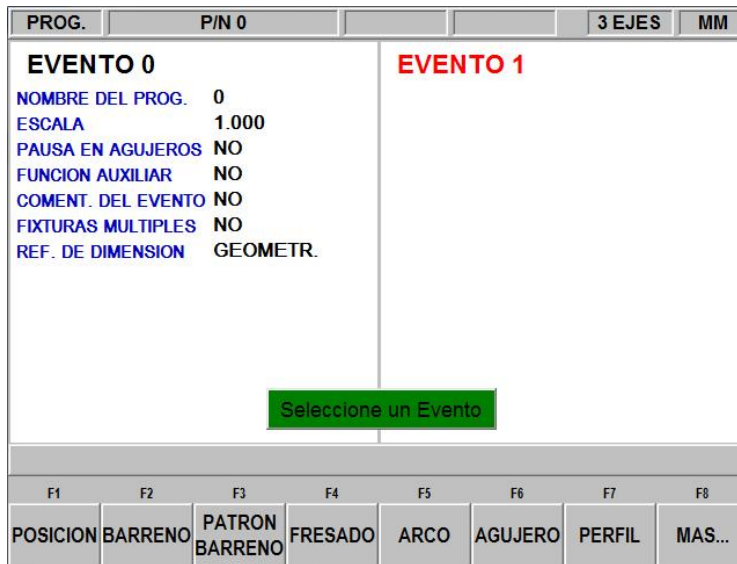 PROG. P/N 0 3 EJES MM
EVENTO 0
NOMBRE DEL PROG. 0
ESCALA 1.000
PAUSA EN AGUJEROS NO
FUNCION AUXILIAR NO
COMENT. DEL EVENTO NO
FIXTURAS MULTIPLES NO
REF. DE DIMENSION GEOMETR.
EVENTO 1
Seleccione un Evento
F1 F2 F3 F4 F5 F6 F7 F8
POSICION BARRENO PATRON BARRENO FRESADO ARCO AGUJERO PERFIL MAS...